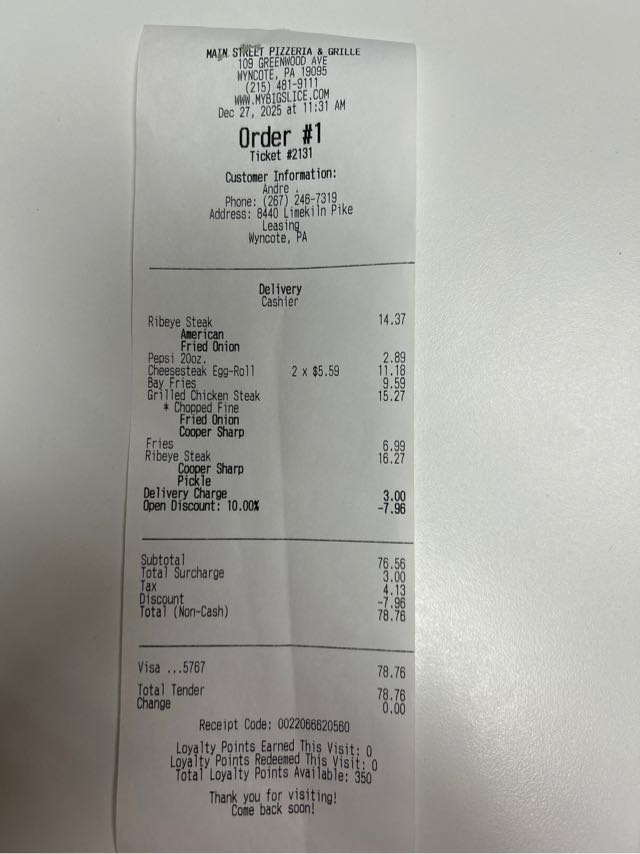 MAIN STREET PIZZERIA & GRILLE
109 GREENWOOD AVE
WYNCOTE, PA 19095
(215) 481-9111
WWW.MYBIGSLICE.COM
Dec 27, 2025 at 11:31 AM
Order #1
Ticket #2131
Customer Information:
Andre .
Phone: (267) 246-7319
Address: 8440 Limekiln Pike
Leasing
Wyncote, PA
Delivery
Cashier
Ribeye Steak 14.37
American
Fried Onion
Pepsi 20oz. 2.89
Cheesesteak Egg-Roll 2 x $5.59 11.18
Bay Fries 9.59
Grilled Chicken Steak 15.27
* Chopped Fine
Fried Onion
Cooper Sharp
Fries 6.99
Ribeye Steak 16.27
Cooper Sharp
Pickle
Delivery Charge 3.00
Open Discount: 10.00% -7.96
Subtotal 76.56
Total Surcharge 3.00
Tax 4.13
Discount -7.96
Total (Non-Cash) 78.76
Visa ...5767 78.76
Total Tender 78.76
Change 0.00
Receipt Code: 0022066620560
Loyalty Points Earned This Visit: 0
Loyalty Points Redeemed This Visit: 0
Total Loyalty Points Available: 350
Thank you for visiting!
Come back soon!